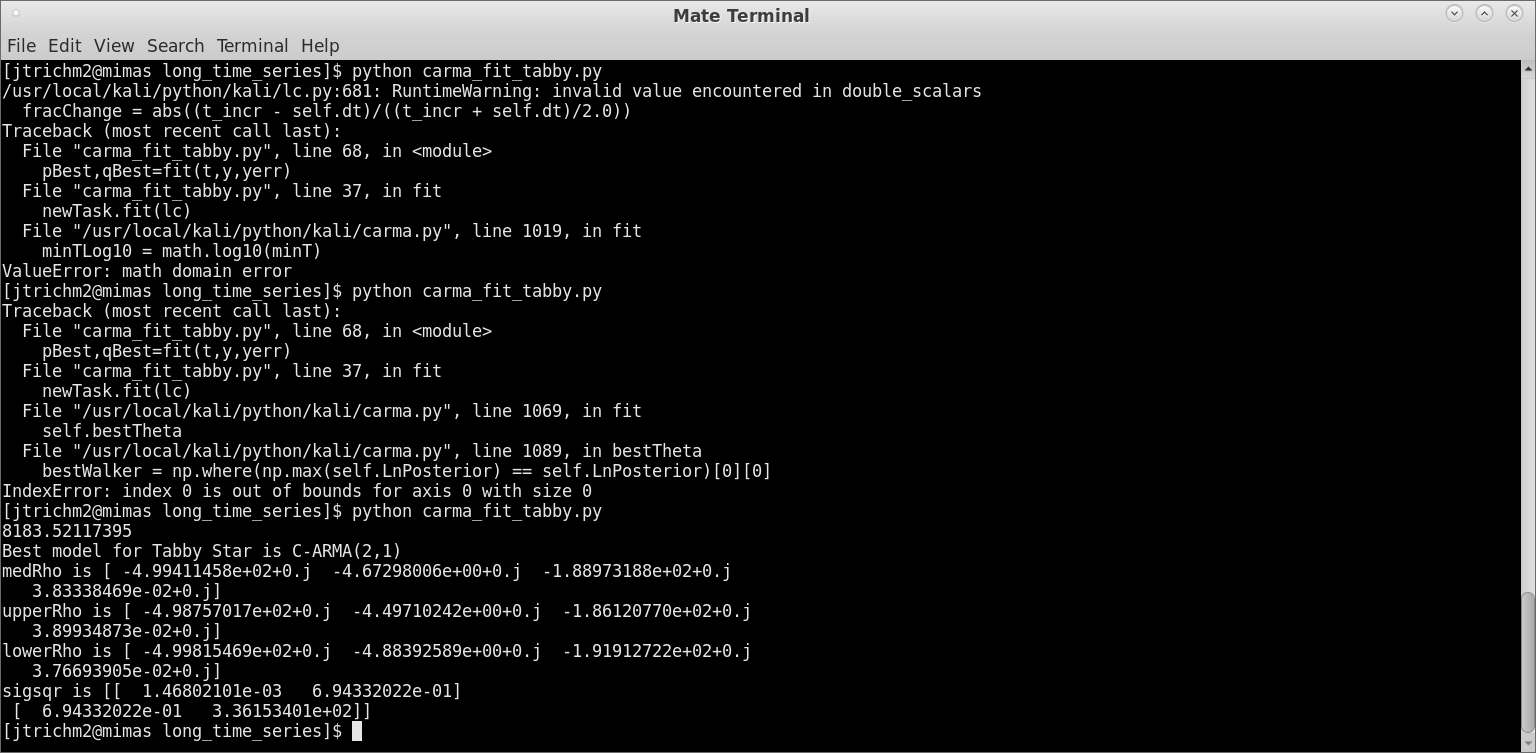 Mate Terminal
File Edit View Search Terminal Help
[jtrichm2@mimas long_time_series]$ python carma_fit_tabby.py
/usr/local/kali/python/kali/lc.py:681: RuntimeWarning: invalid value encountered in double_scalars
  fracChange = abs((t_incr - self.dt)/((t_incr + self.dt)/2.0))
Traceback (most recent call last):
  File "carma_fit_tabby.py", line 68, in <module>
    pBest,qBest=fit(t,y,yerr)
  File "carma_fit_tabby.py", line 37, in fit
    newTask.fit(lc)
  File "/usr/local/kali/python/kali/carma.py", line 1019, in fit
    minTLog10 = math.log10(minT)
ValueError: math domain error
[jtrichm2@mimas long_time_series]$ python carma_fit_tabby.py
Traceback (most recent call last):
  File "carma_fit_tabby.py", line 68, in <module>
    pBest,qBest=fit(t,y,yerr)
  File "carma_fit_tabby.py", line 37, in fit
    newTask.fit(lc)
  File "/usr/local/kali/python/kali/carma.py", line 1069, in fit
    self.bestTheta
  File "/usr/local/kali/python/kali/carma.py", line 1089, in bestTheta
    bestWalker = np.where(np.max(self.LnPosterior) == self.LnPosterior)[0][0]
IndexError: index 0 is out of bounds for axis 0 with size 0
[jtrichm2@mimas long_time_series]$ python carma_fit_tabby.py
8183.52117395
Best model for Tabby Star is C-ARMA(2,1)
medRho is [ -4.99411458e+02+0.j  -4.67298006e+00+0.j  -1.88973188e+02+0.j
   3.83338469e-02+0.j]
upperRho is [ -4.98757017e+02+0.j  -4.49710242e+00+0.j  -1.86120770e+02+0.j
   3.89934873e-02+0.j]
lowerRho is [ -4.99815469e+02+0.j  -4.88392589e+00+0.j  -1.91912722e+02+0.j
   3.76693905e-02+0.j]
sigsqr is [[  1.46802101e-03   6.94332022e-01]
 [  6.94332022e-01   3.36153401e+02]]
[jtrichm2@mimas long_time_series]$